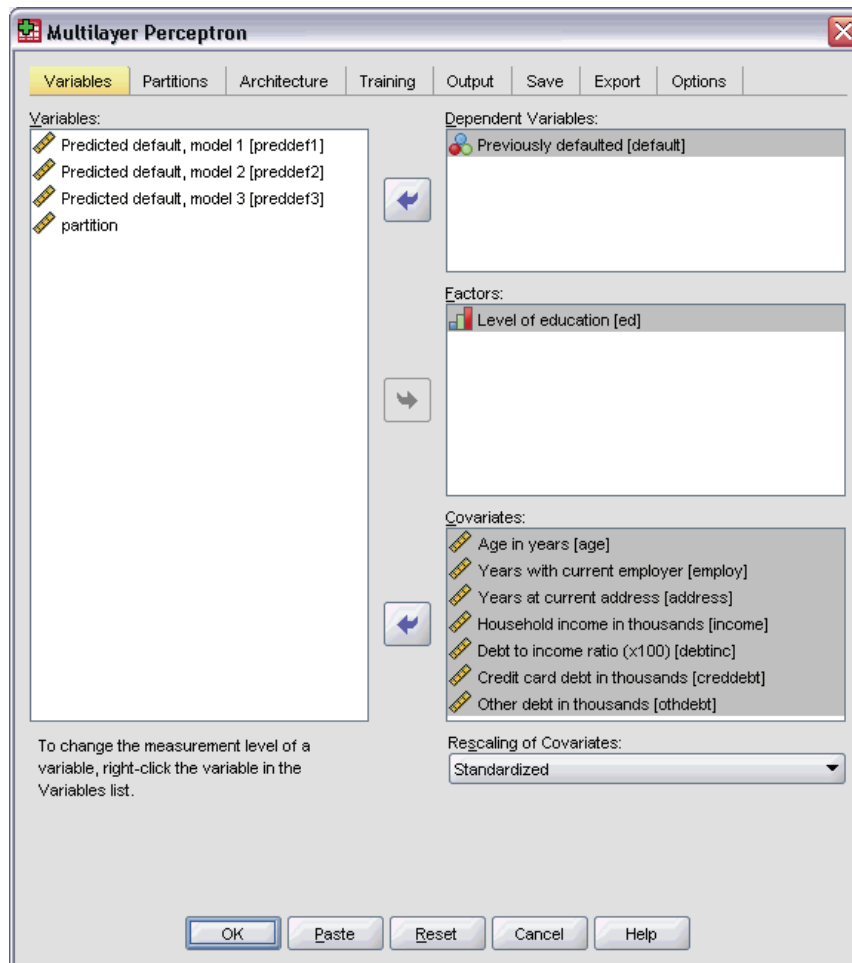 Multilayer Perceptron
Variables Partitions Architecture Training Output Save Export Options
Variables:
Predicted default, model 1 [preddef1]
Predicted default, model 2 [preddef2]
Predicted default, model 3 [preddef3]
partition
To change the measurement level of a
variable, right-click the variable in the
Variables list.
Dependent Variables:
Previously defaulted [default]
Factors:
Level of education [ed]
Covariates:
Age in years [age]
Years with current employer [employ]
Years at current address [address]
Household income in thousands [income]
Debt to income ratio (x100) [debtinc]
Credit card debt in thousands [creddebt]
Other debt in thousands [othdebt]
Rescaling of Covariates:
Standardized
OK Paste Reset Cancel Help